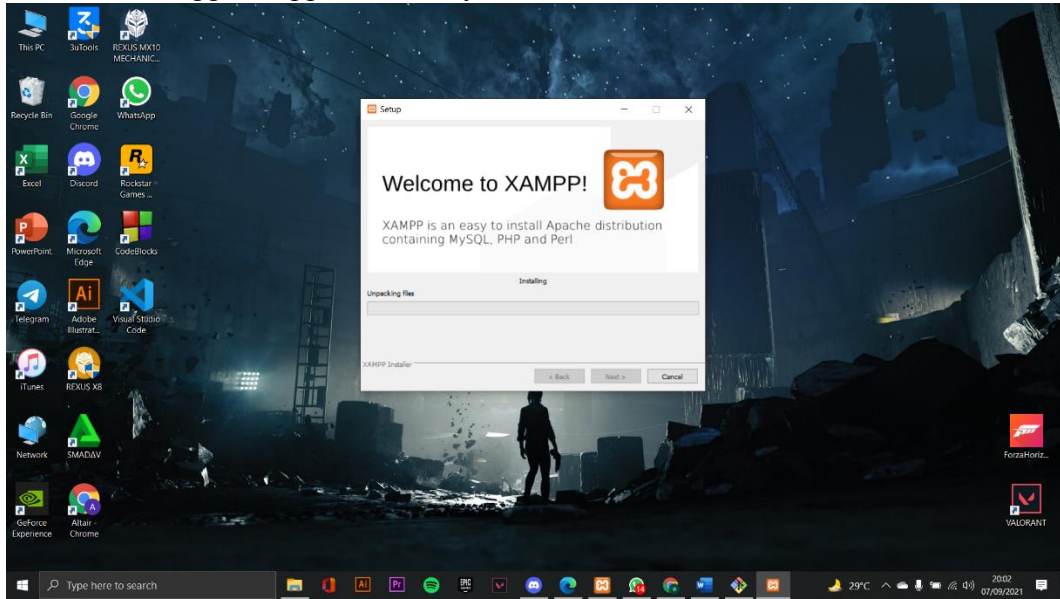 This PC
3uTools
REXUS MX10
MECHANIC...
Recycle Bin
Google
Chrome
WhatsApp
Excel
Discord
Rockstar
Games ...
PowerPoint
Microsoft
Edge
CodeBlocks
Telegram
Adobe
Illustrat...
Visual Studio
Code
iTunes
REXUS X8
Network
SMADAV
GeForce
Experience
Altair -
Chrome
Setup
Welcome to XAMPP!
XAMPP is an easy to install Apache distribution
containing MySQL, PHP and Perl
Installing
Unpacking files
XAMPP Installer
< Back
Next >
Cancel
ForzaHoriz...
VALORANT
Type here to search
29°C
20:02
07/09/2021